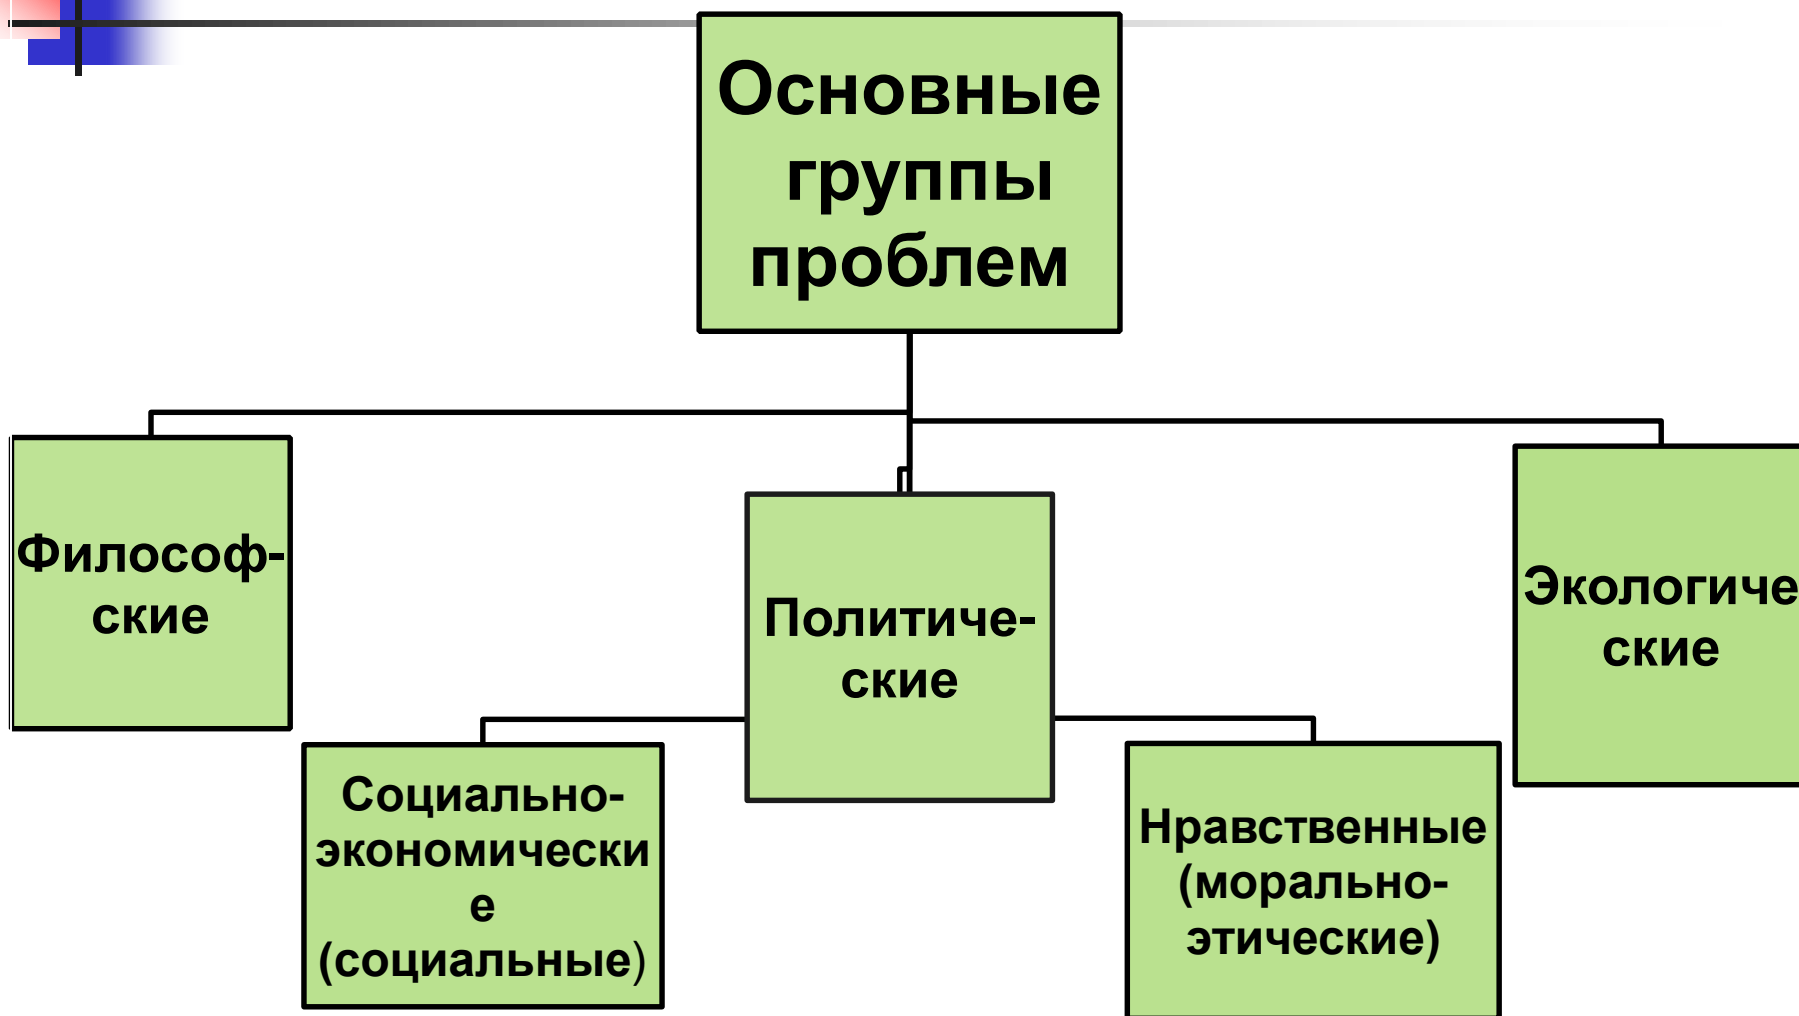 Основные
группы
проблем
Философ-
ские
Политиче-
ские
Экологиче
ские
Социально-
экономически
е
(социальные)
Нравственные
(морально-
этические)